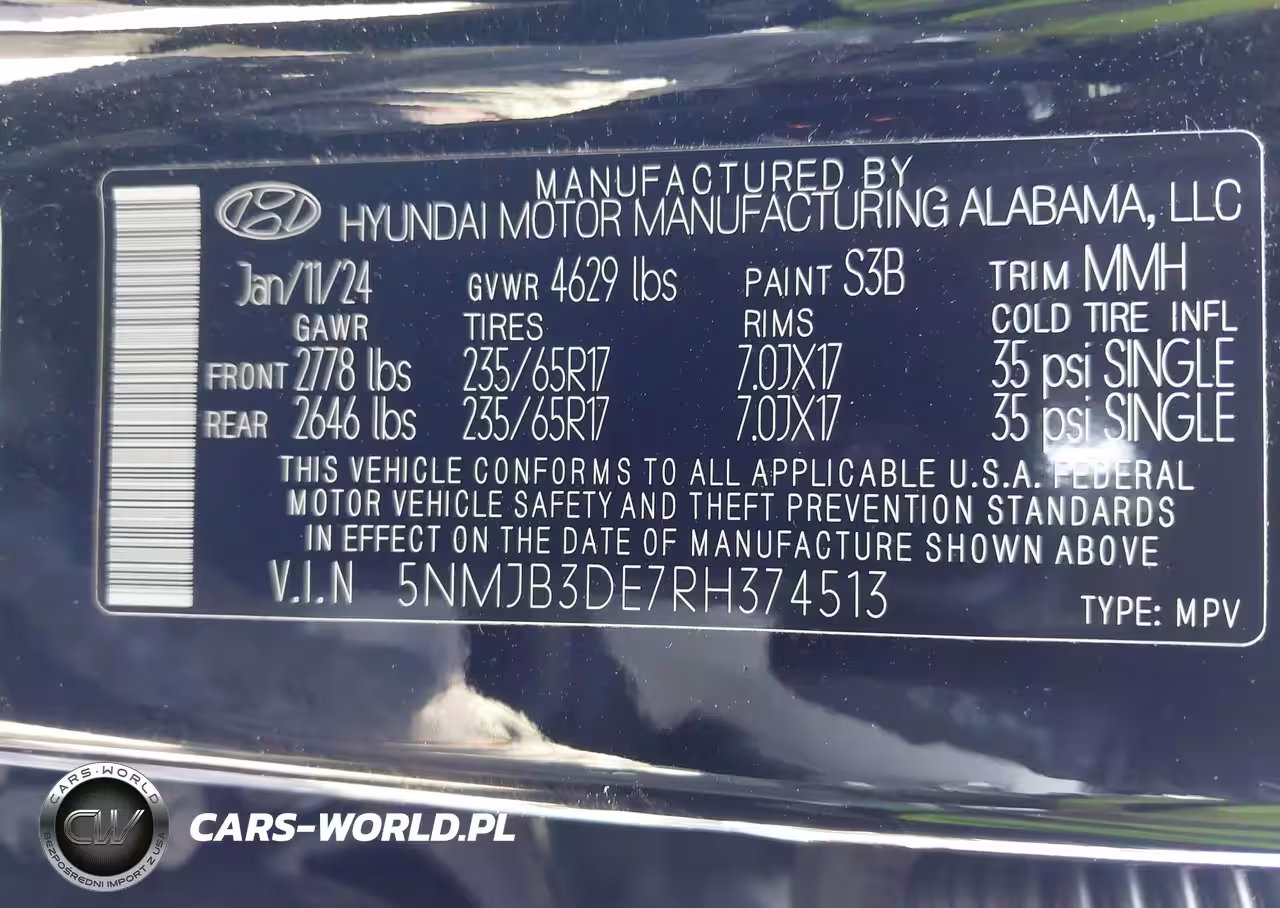 MANUFACTURED BY
HYUNDAI MOTOR MANUFACTURING ALABAMA, LLC
Jan/11/24 GVWR 4629 lbs PAINT S3B TRIM MMH
GAWR TIRES RIMS COLD TIRE INFL
FRONT 2778 lbs 235/65R17 7.0JX17 35 psi SINGLE
REAR 2646 lbs 235/65R17 7.0JX17 35 psi SINGLE
THIS VEHICLE CONFORMS TO ALL APPLICABLE U.S.A. FEDERAL
MOTOR VEHICLE SAFETY AND THEFT PREVENTION STANDARDS
IN EFFECT ON THE DATE OF MANUFACTURE SHOWN ABOVE
V.I.N 5NMJB3DE7RH374513
TYPE: MPV
CARS-WORLD
CW
BEZPOŚREDNI IMPORT Z USA
CARS-WORLD.PL